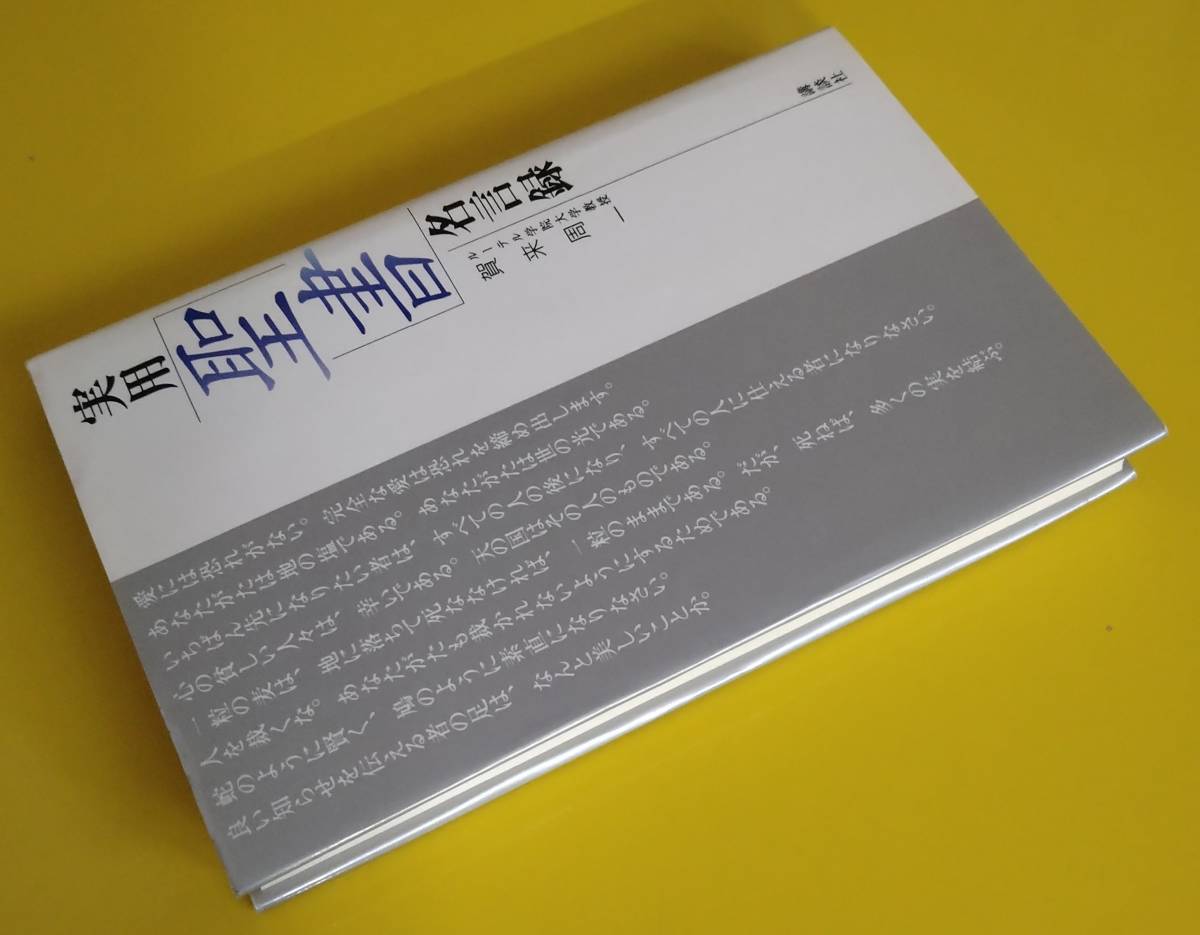 実用
聖書
名言録
ルーテル学院大学教授
賀来周一
講談社
愛には恐れがない。完全な愛は恐れを締め出します。
あなたがたは地の塩である。あなたがたは世の光である。
いちばん先になりたい者は、すべての人の後になり、すべての人に仕える者になりなさい。
心の貧しい人々は、幸いである。天の国はその人のものである。
一粒の麦は、地に落ちて死ななければ、一粒のままである。だが、死ねば、多くの実を結ぶ。
人を裁くな。あなたがたも裁かれないようにするためである。
蛇のように賢く、鳩のように素直になりなさい。
良い知らせを伝える者の足は、なんと美しいことか。